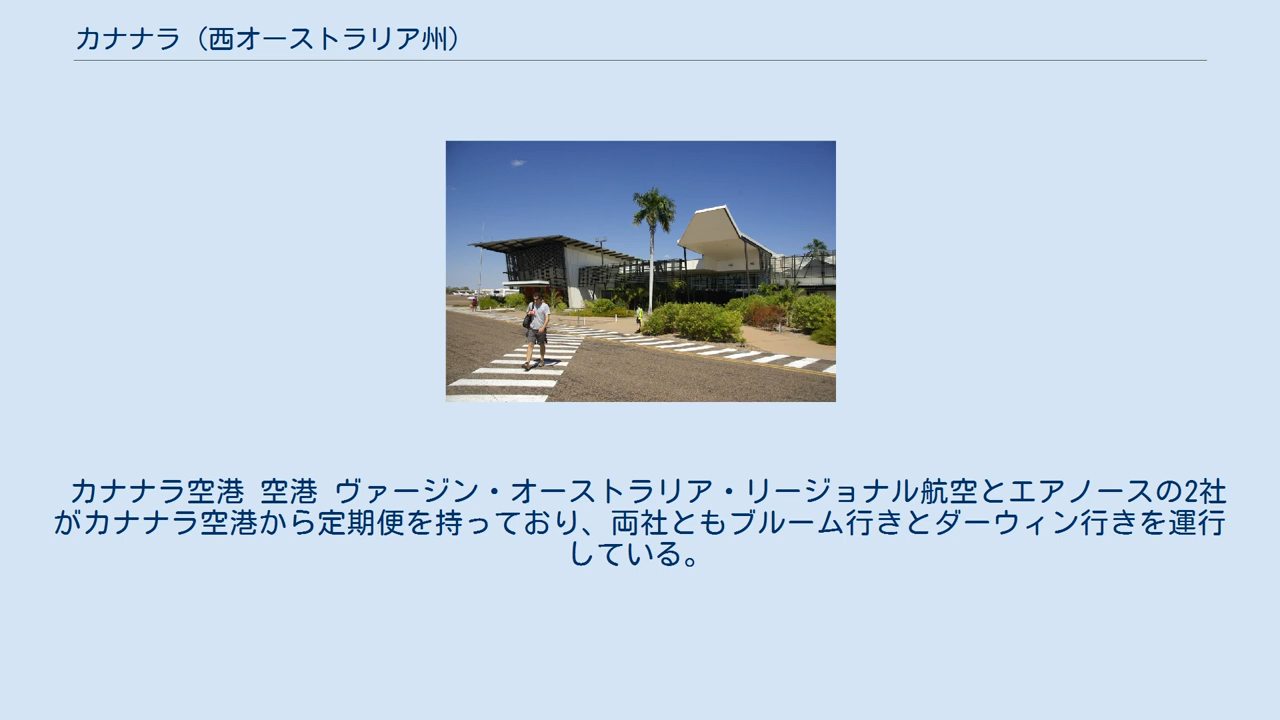 カナナラ（西オーストラリア州）
カナナラ空港 空港 ヴァージン・オーストラリア・リージョナル航空とエアノースの2社
がカナナラ空港から定期便を持っており、両社ともブルーム行きとダーウィン行きを運行
している。